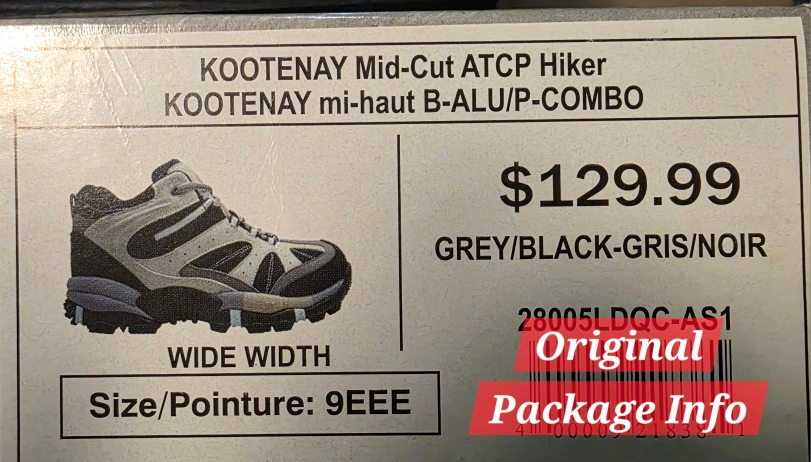 KOOTENAY Mid-Cut ATCP Hiker
KOOTENAY mi-haut B-ALU/P-COMBO
$129.99
GREY/BLACK-GRIS/NOIR
28005LDQC-AS1
WIDE WIDTH
Size/Pointure: 9EEE
Original
Package Info